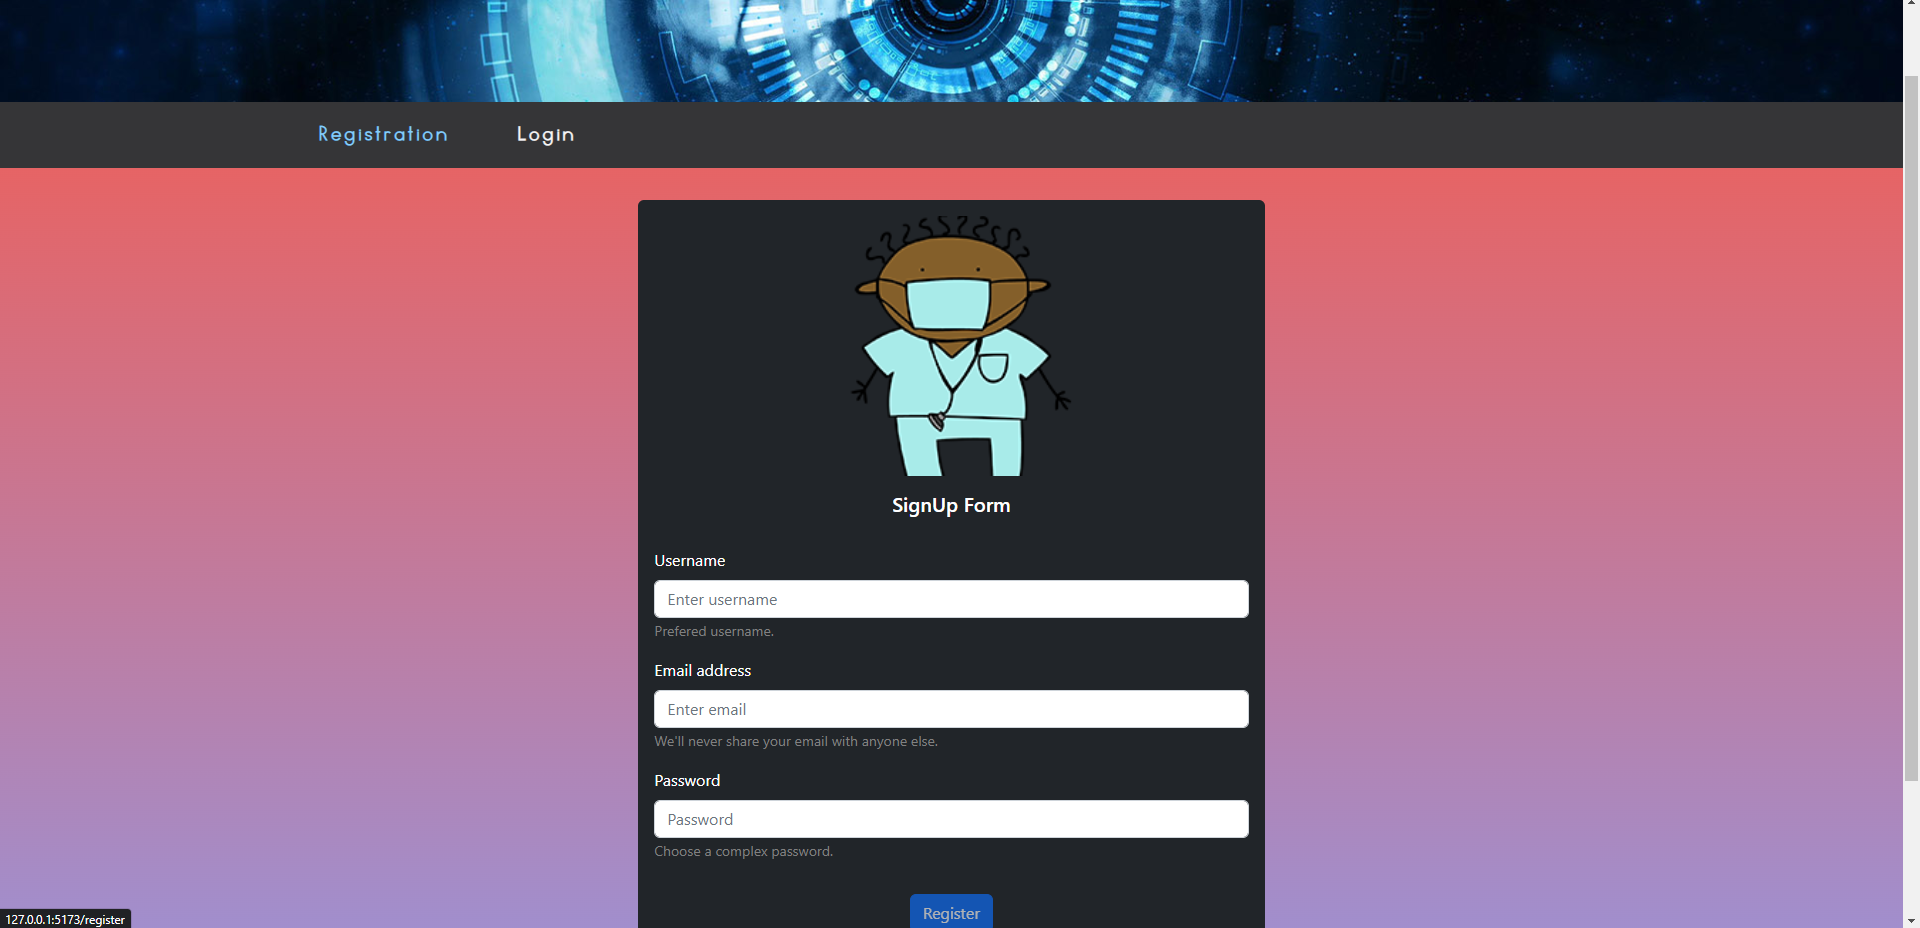 Registration Login
SignUp Form
Username
Enter username
Prefered username.
Email address
Enter email
We'll never share your email with anyone else.
Password
Password
Choose a complex password.
Register
127.0.0.1:5173/register